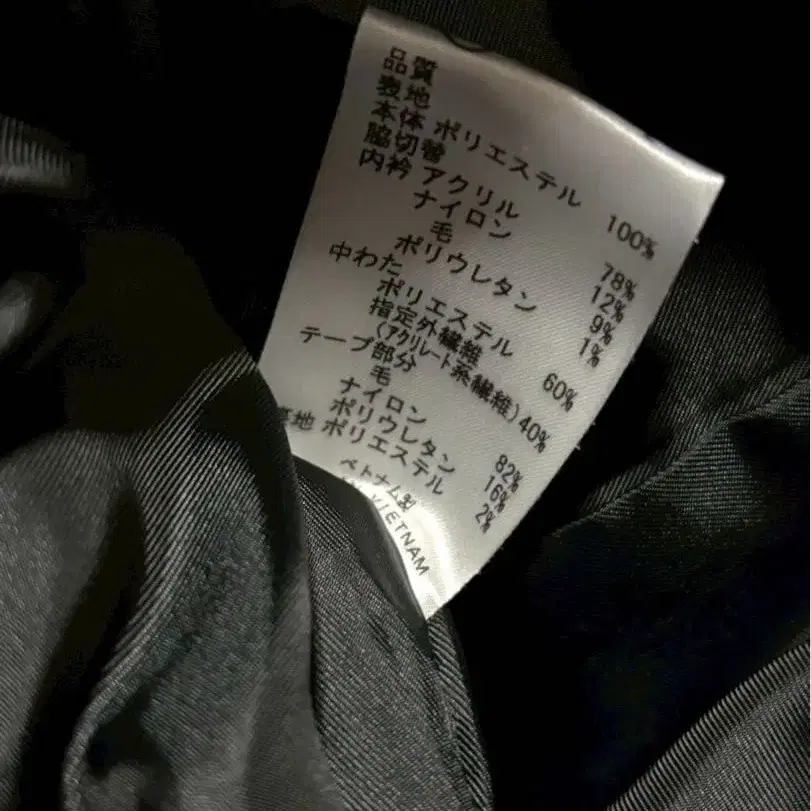 品質
表地
本体 ポリエステル 100%
脇切替
内衿 アクリル 78%
ナイロン 12%
毛 9%
ポリウレタン 1%
中わた
ポリエステル 60%
指定外繊維
(アクリレート系繊維) 40%
テープ部分
毛 82%
ナイロン 16%
ポリウレタン 2%
地 ポリエステル
ベトナム製
VIETNAM